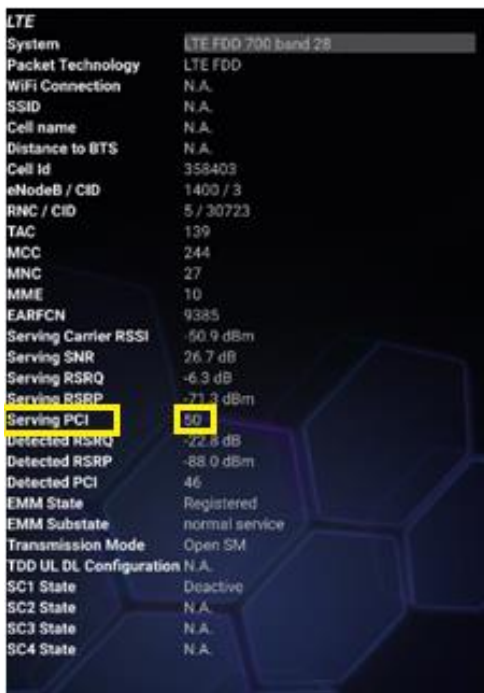 LTE
System LTE FDD 700 band 28
Packet Technology LTE FDD
WiFi Connection N.A.
SSID N.A.
Cell name N.A.
Distance to BTS N.A.
Cell Id 358403
eNodeB / CID 1400 / 3
RNC / CID 5 / 30723
TAC 139
MCC 244
MNC 27
MME 10
EARFCN 9385
Serving Carrier RSSI -50.9 dBm
Serving SNR 26.7 dB
Serving RSRQ -6.3 dB
Serving RSRP -71.3 dBm
Serving PCI 50
Detected RSRQ -22.8 dB
Detected RSRP -88.0 dBm
Detected PCI 46
EMM State Registered
EMM Substate normal service
Transmission Mode Open SM
TDD UL DL Configuration N.A.
SC1 State Deactive
SC2 State N.A.
SC3 State N.A.
SC4 State N.A.